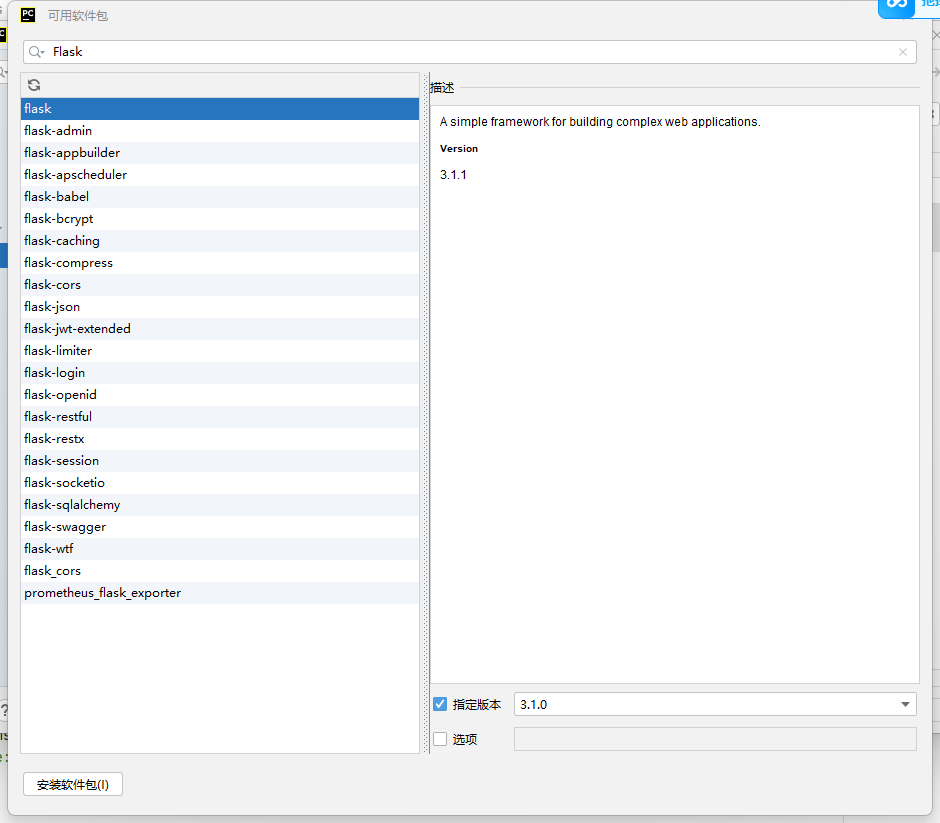 PC 可用软件包
Flask
flask
flask-admin
flask-appbuilder
flask-apscheduler
flask-babel
flask-bcrypt
flask-caching
flask-compress
flask-cors
flask-json
flask-jwt-extended
flask-limiter
flask-login
flask-openid
flask-restful
flask-restx
flask-session
flask-socketio
flask-sqlalchemy
flask-swagger
flask-wtf
flask_cors
prometheus_flask_exporter
描述
A simple framework for building complex web applications.
Version
3.1.1
指定版本 3.1.0
选项
安装软件包(I)